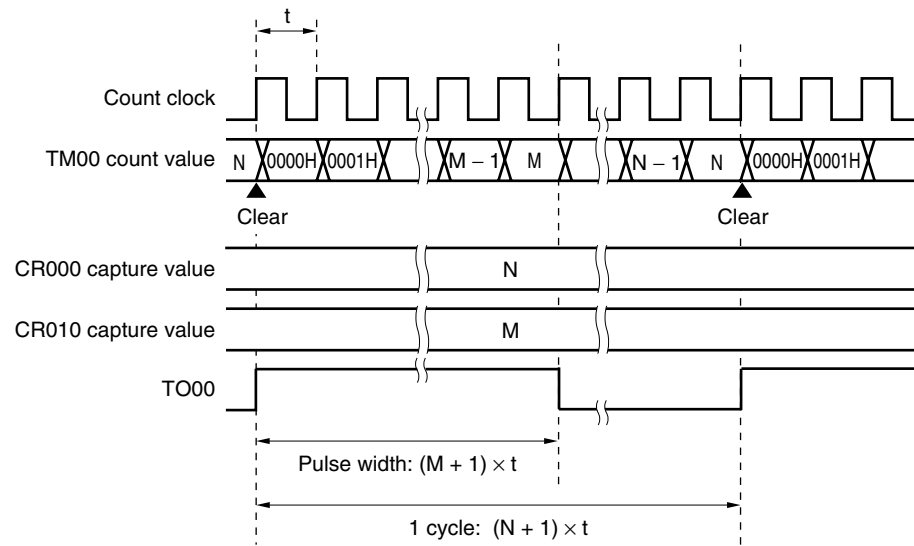 t
Count clock
TM00 count value N 0000H 0001H M – 1 M N – 1 N 0000H 0001H
Clear Clear
CR000 capture value N
CR010 capture value M
TO00
Pulse width: (M + 1) × t
1 cycle: (N + 1) × t